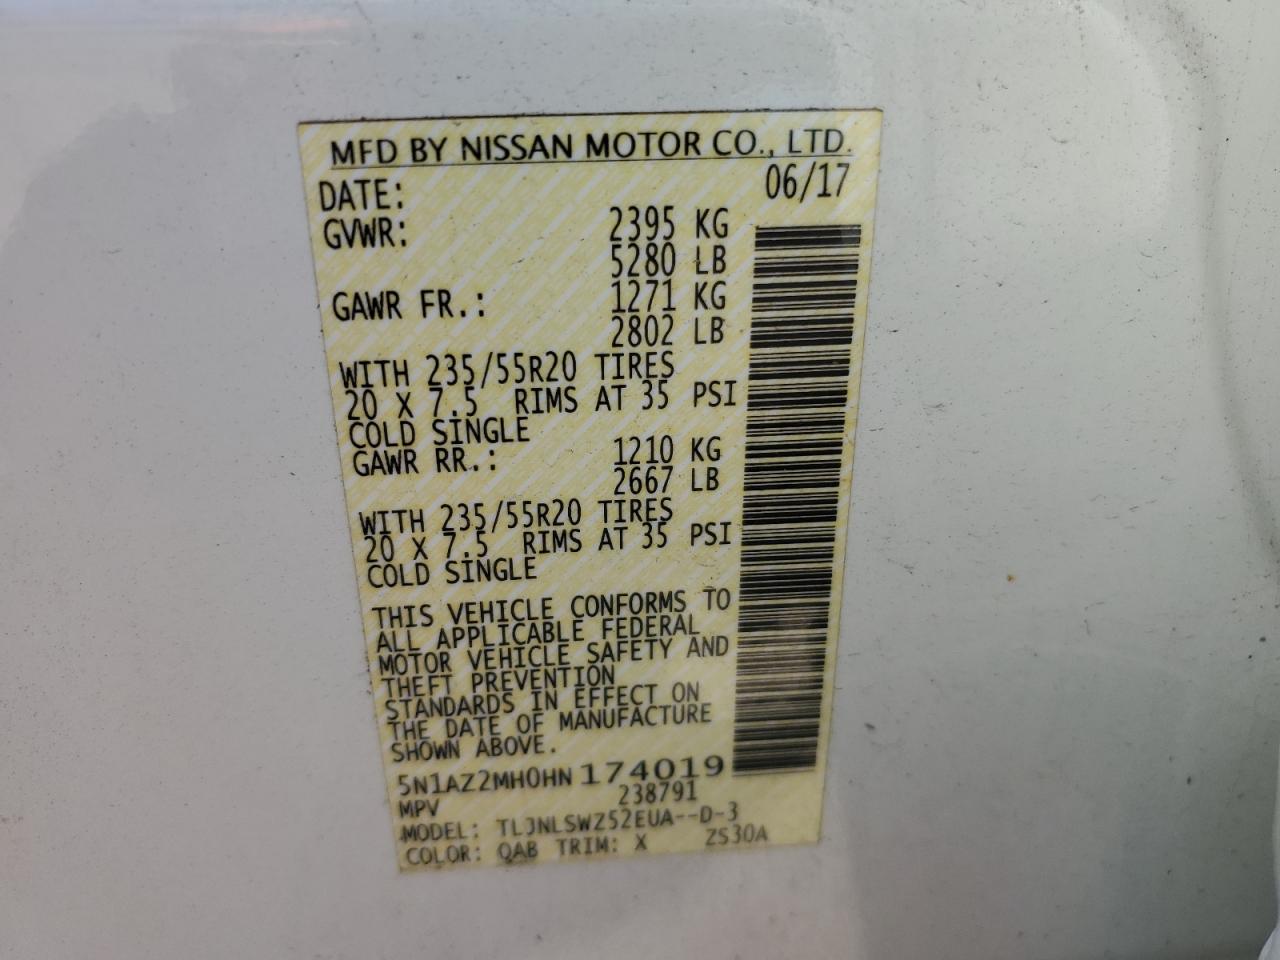 MFD BY NISSAN MOTOR CO., LTD.
DATE: 06/17
GVWR: 2395 KG
5280 LB
GAWR FR.: 1271 KG
2802 LB
WITH 235/55R20 TIRES
20 X 7.5 RIMS AT 35 PSI
COLD SINGLE
GAWR RR.: 1210 KG
2667 LB
WITH 235/55R20 TIRES
20 X 7.5 RIMS AT 35 PSI
COLD SINGLE
THIS VEHICLE CONFORMS TO
ALL APPLICABLE FEDERAL
MOTOR VEHICLE SAFETY AND
THEFT PREVENTION
STANDARDS IN EFFECT ON
THE DATE OF MANUFACTURE
SHOWN ABOVE.
5N1AZ2MH0HN174019
MPV 238791
MODEL: TLJNLSWZ52EUA--D-3
COLOR: QAB TRIM: X ZS30A